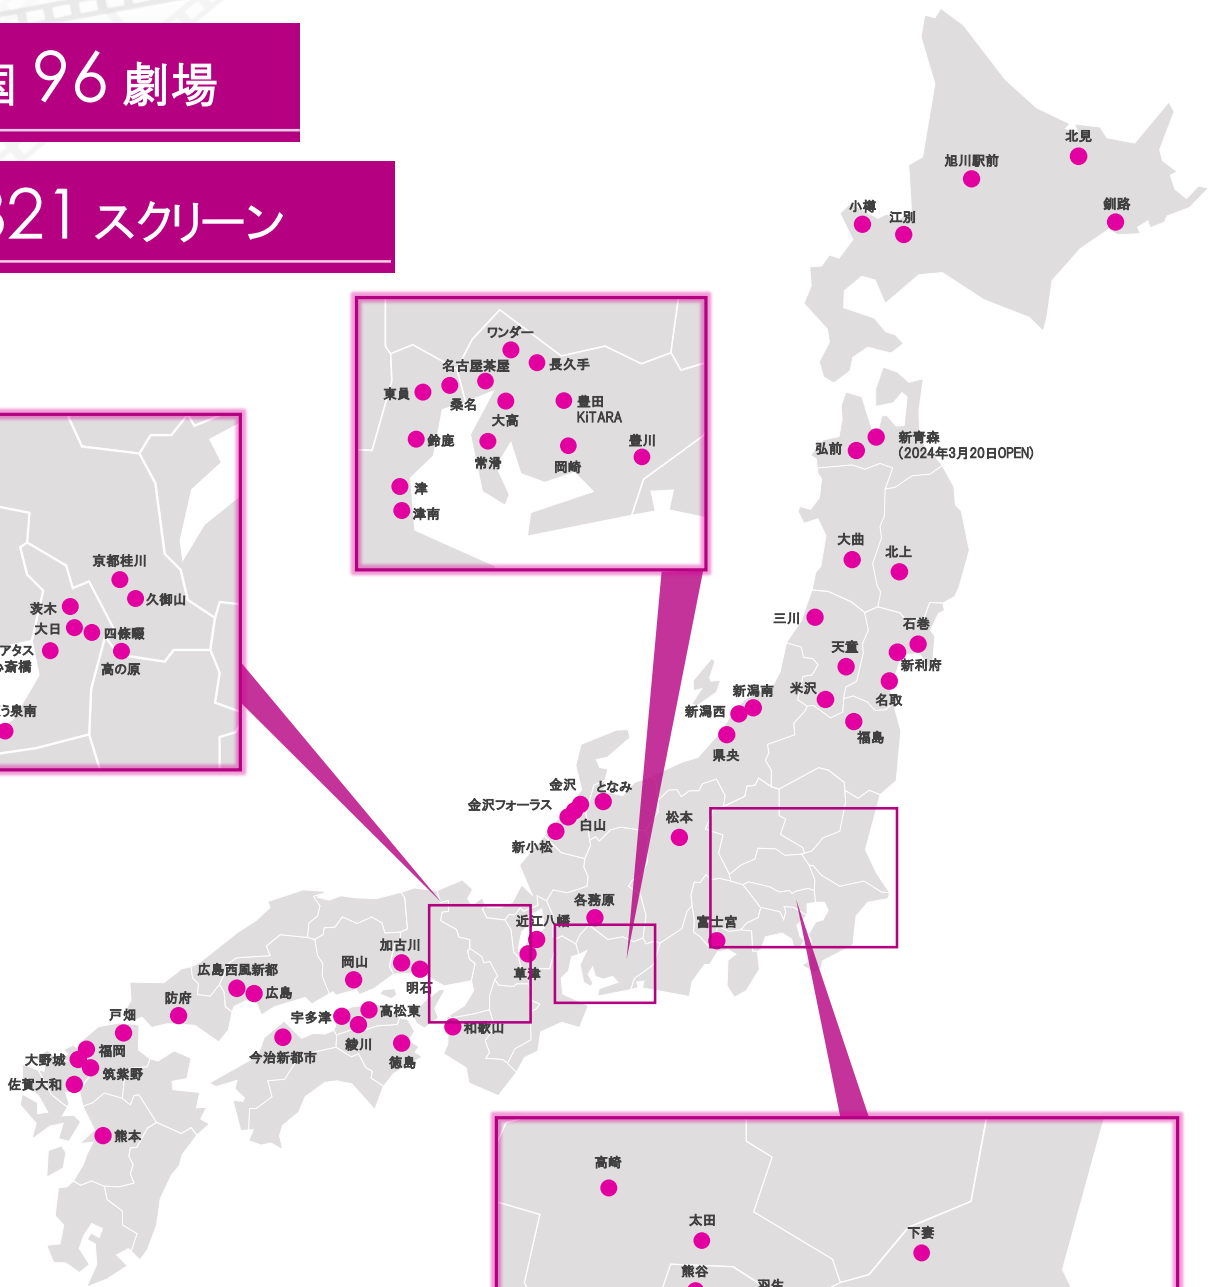 国 96 劇場
821 スクリーン
北見
旭川駅前
釧路
小樽
江別
ワンダー
名古屋茶屋
長久手
東員
桑名
大高
豊田
KiTARA
鈴鹿
常滑
岡崎
豊川
津
津南
弘前
新青森
(2024年3月20日OPEN)
大曲
北上
京都桂川
久御山
茨木
大日
四條畷
アタス
心斎橋
高の原
う泉南
三川
石巻
天童
新利府
米沢
名取
新潟南
新潟西
福島
県央
金沢
となみ
金沢フォーラス
白山
新小松
松本
各務原
近江八幡
富士宮
草津
加古川
岡山
明石
広島西風新都
広島
防府
高松東
宇多津
綾川
和歌山
戸畑
今治新都市
徳島
福岡
大野城
筑紫野
佐賀大和
熊本
高崎
太田
下妻
熊谷
羽生